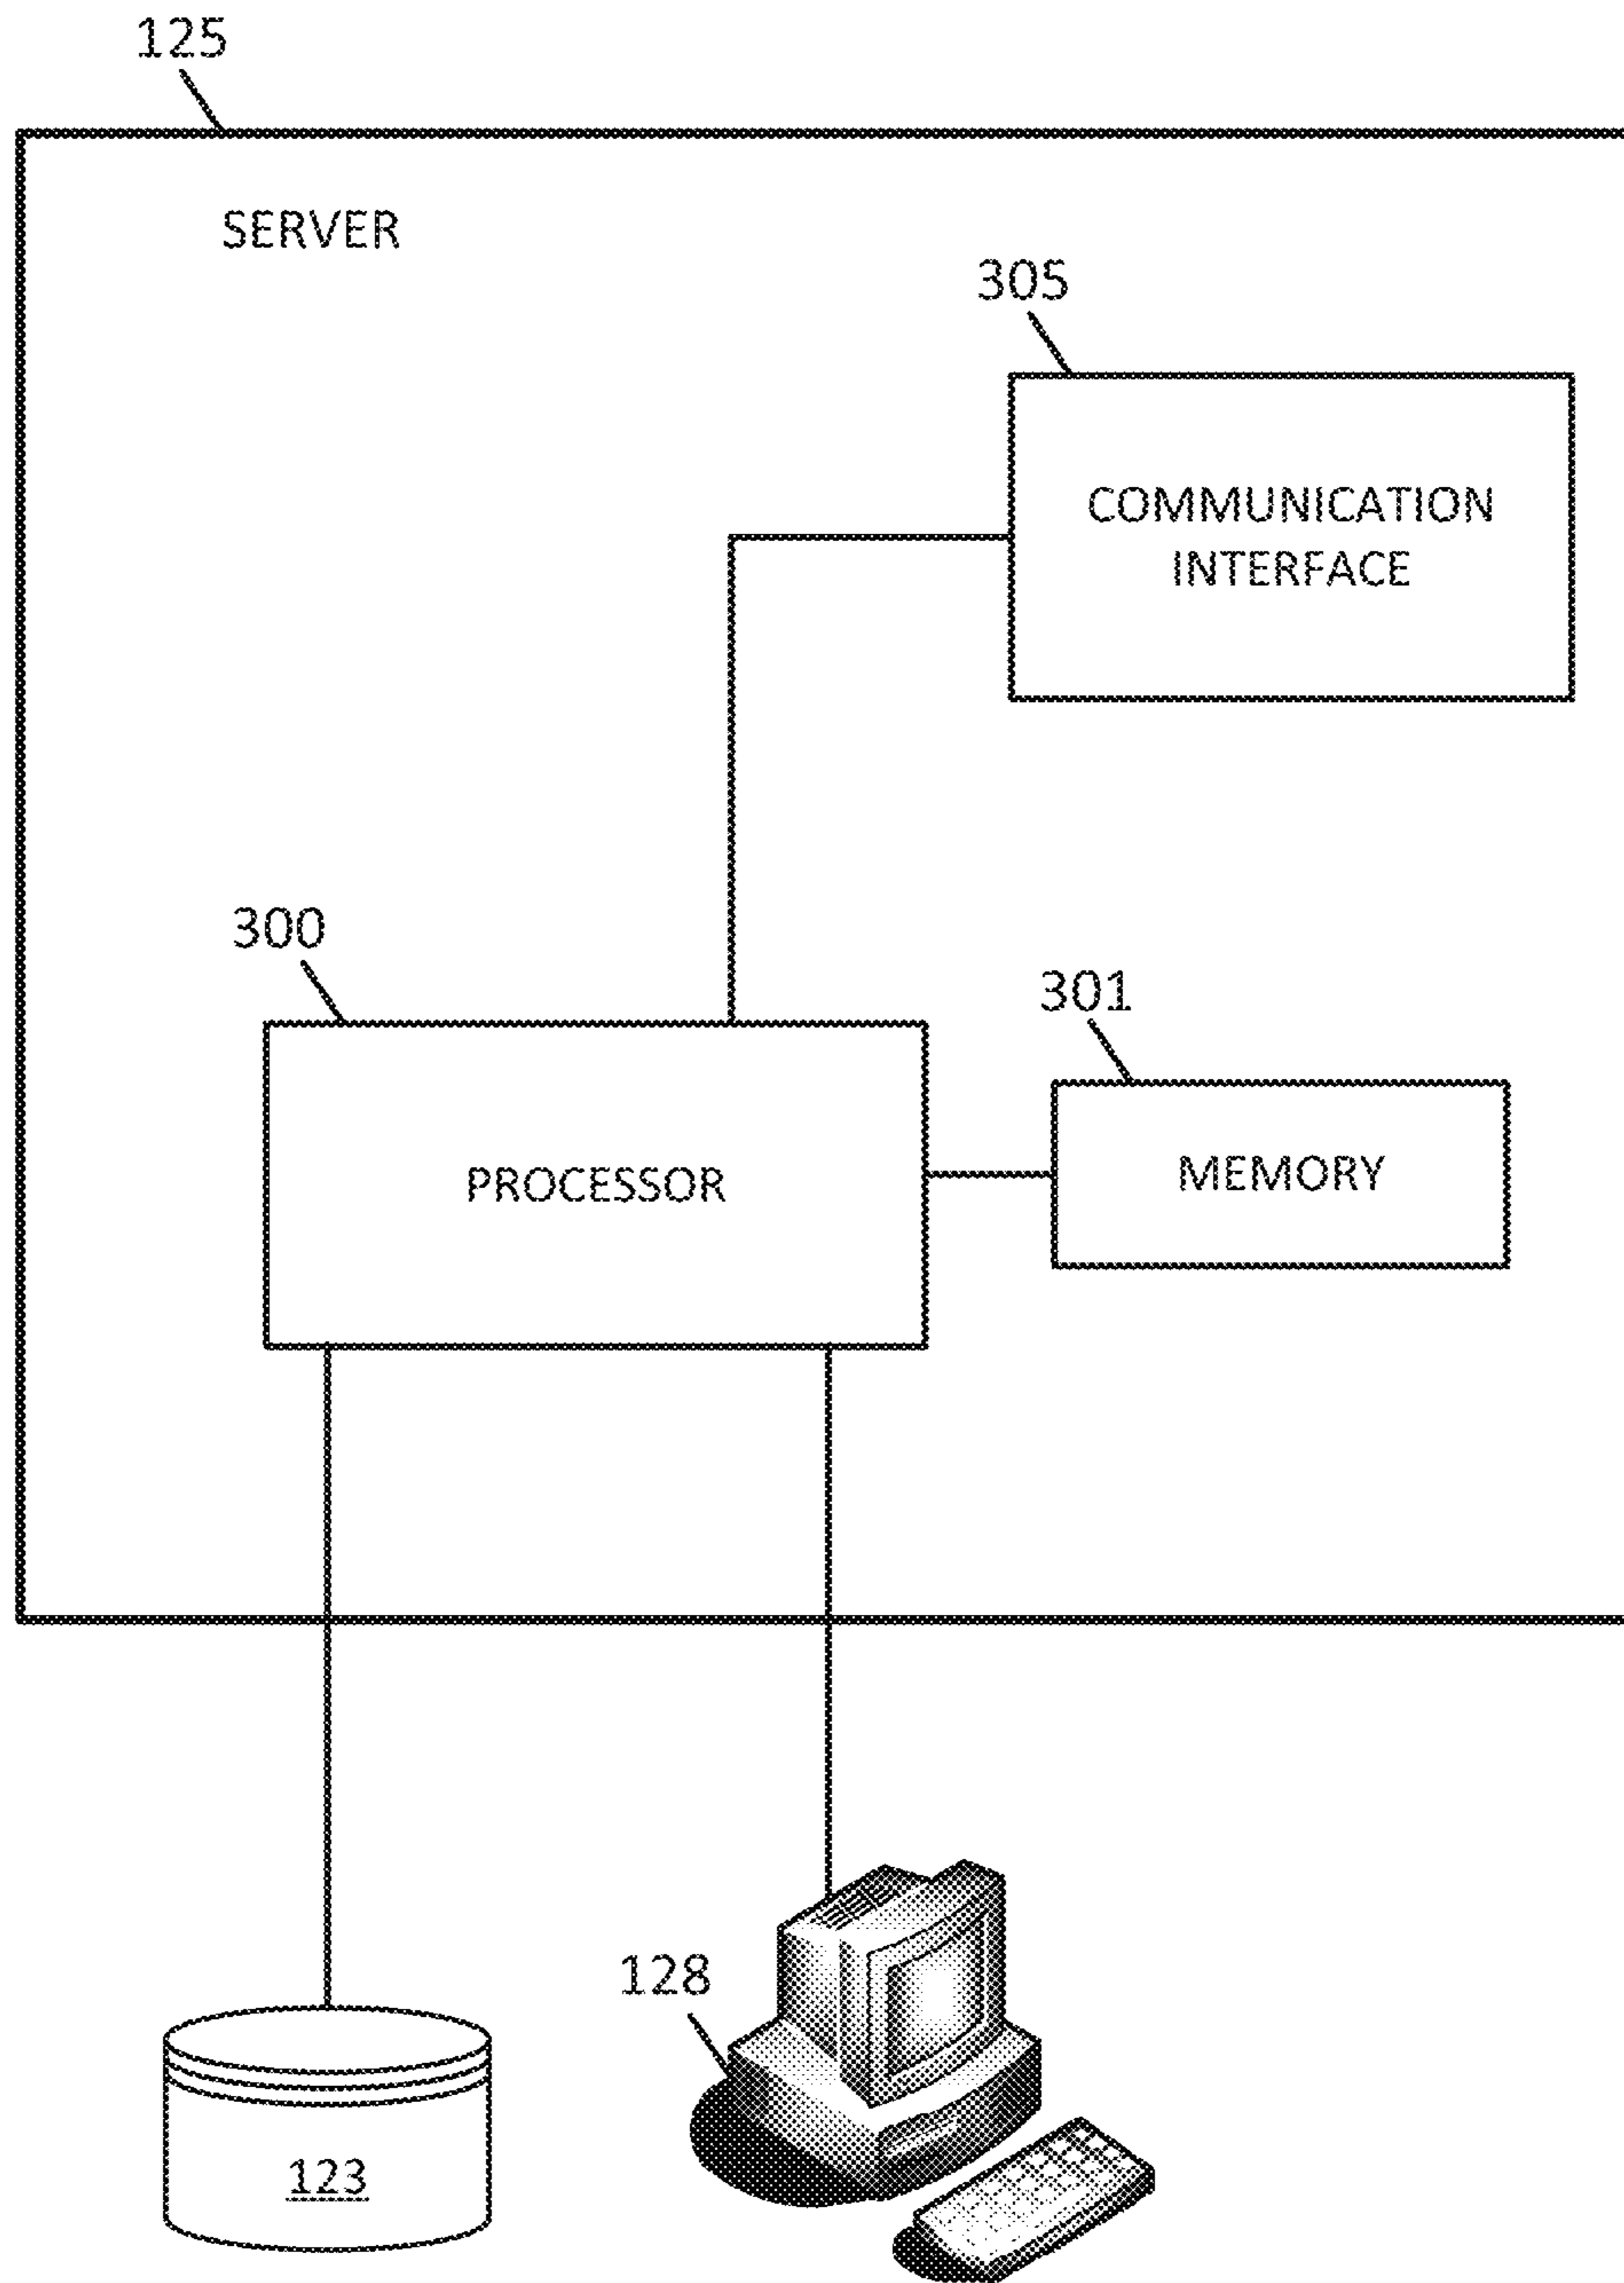 125
SERVER
305
COMMUNICATION
INTERFACE
300
301
PROCESSOR
MEMORY
128
123